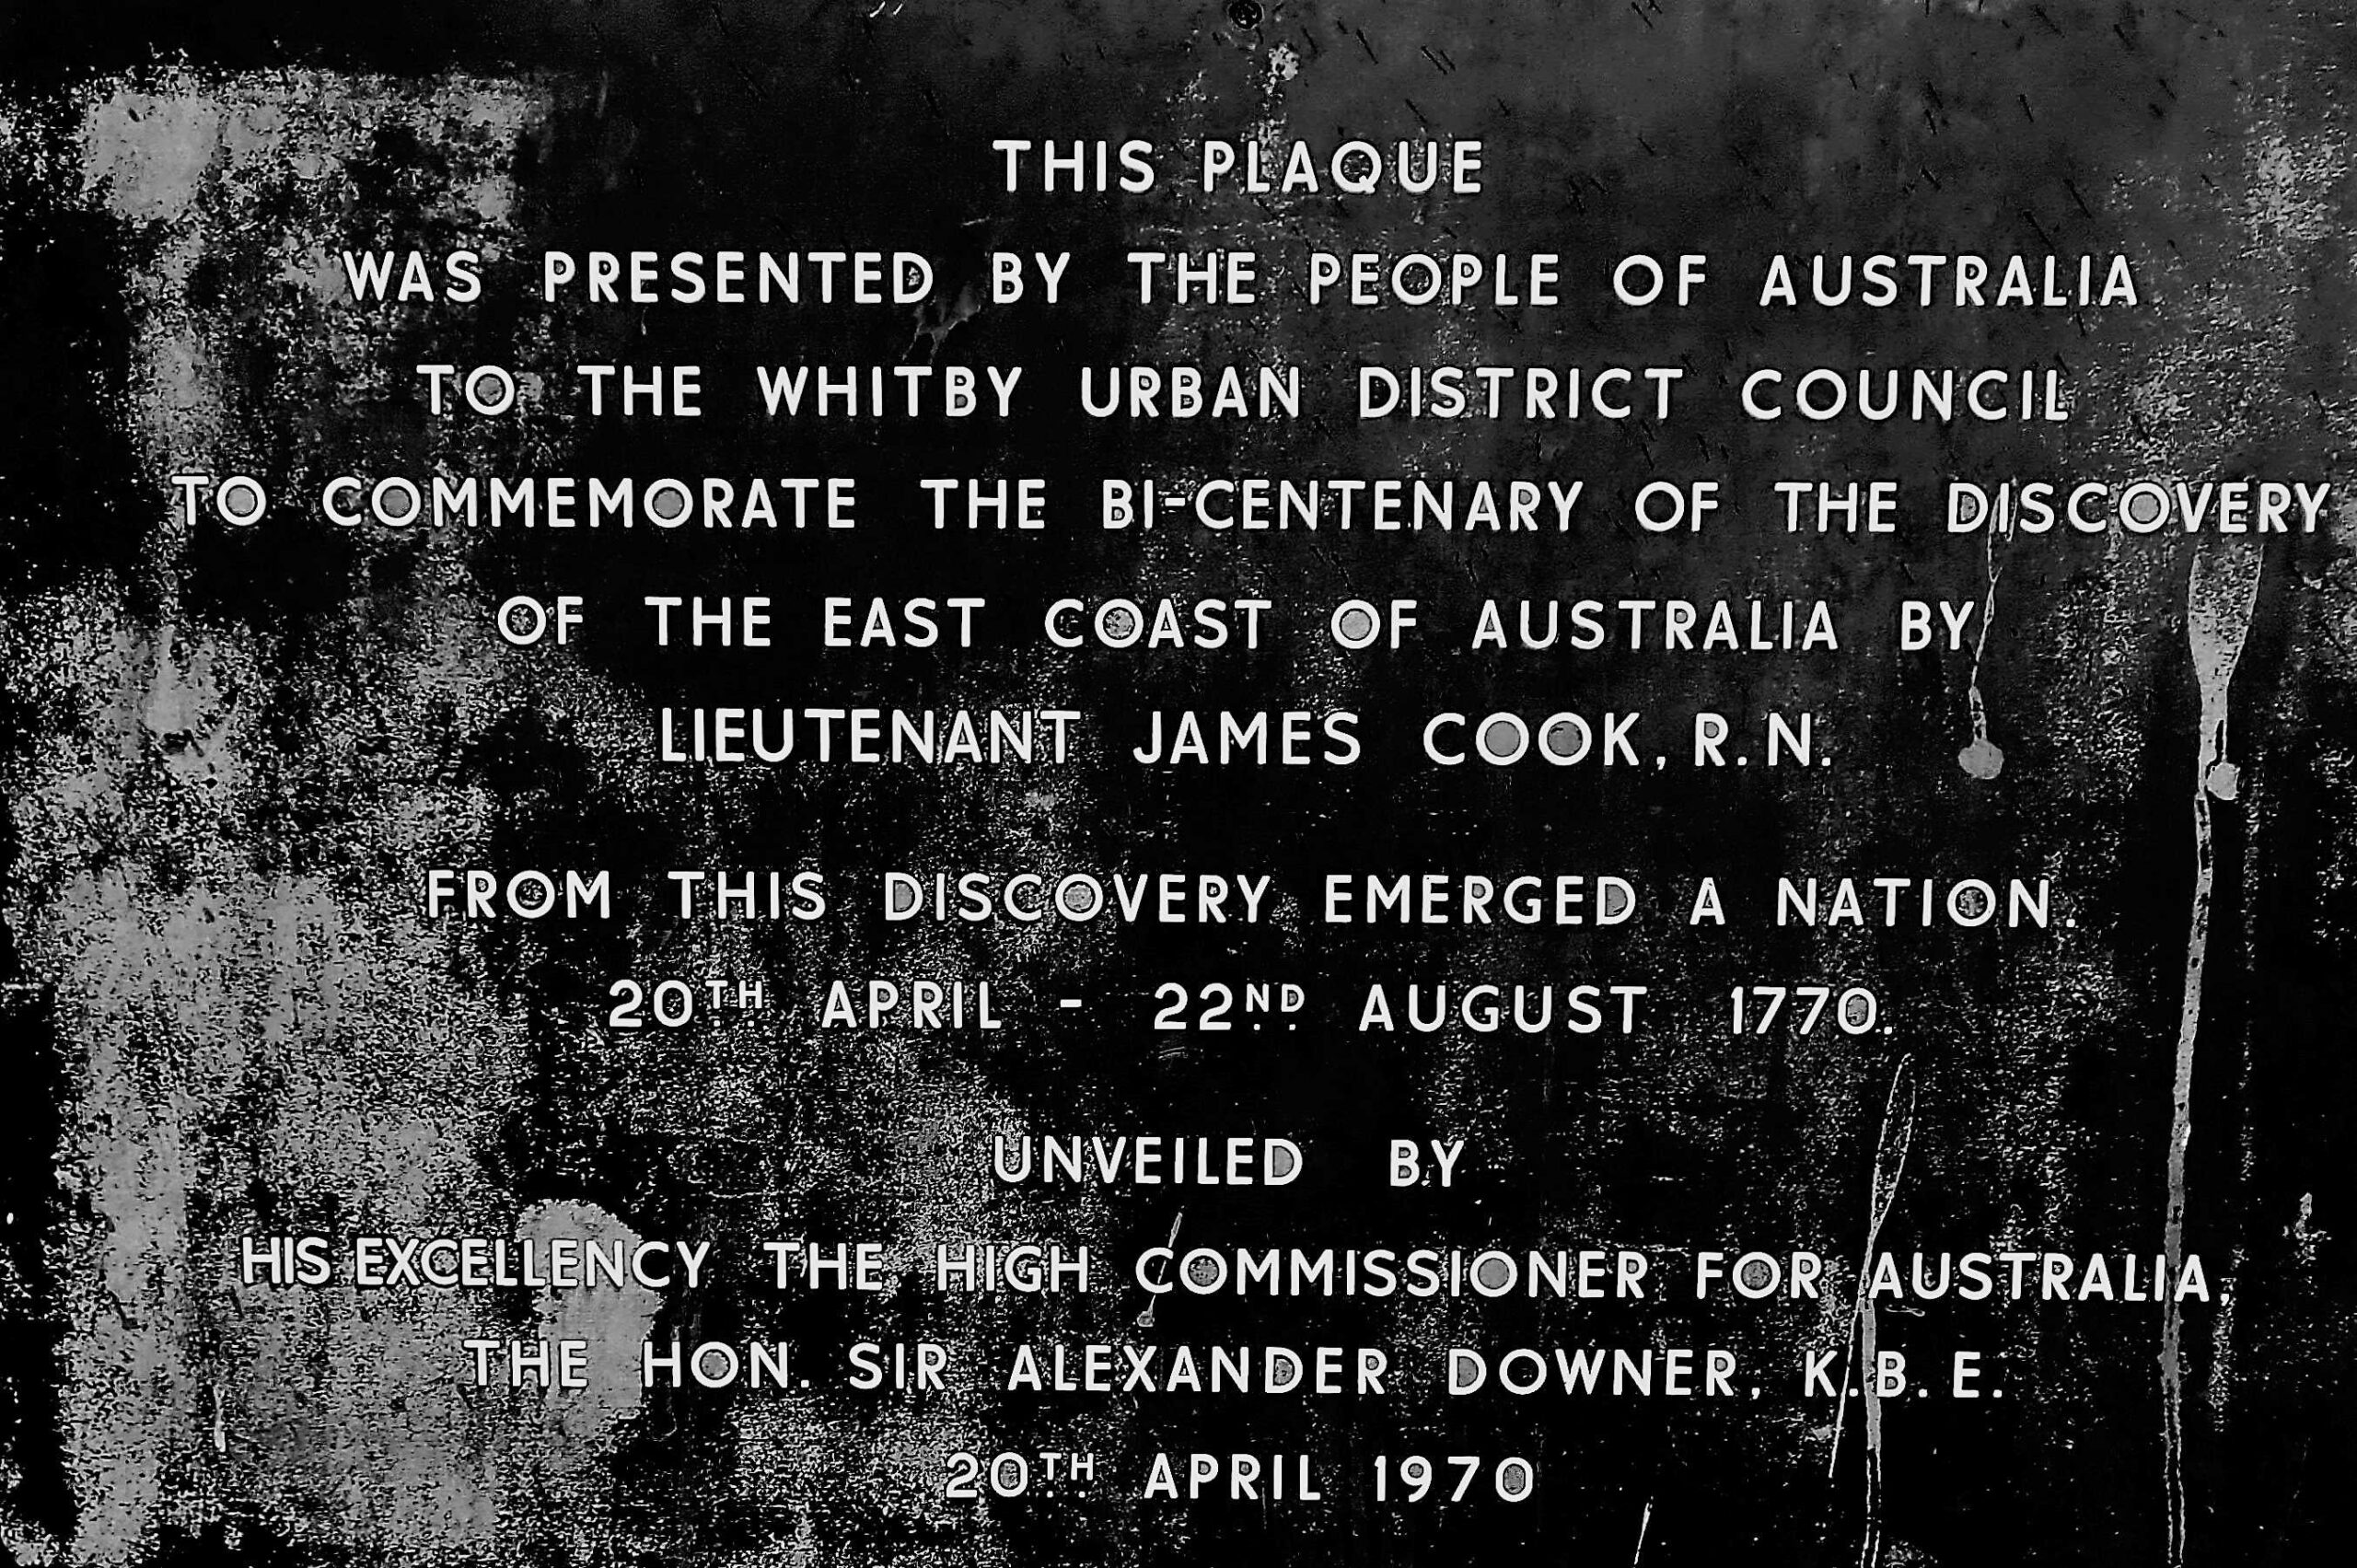 THIS PLAQUE
WAS PRESENTED BY THE PEOPLE OF AUSTRALIA
TO THE WHITBY URBAN DISTRICT COUNCIL
TO COMMEMORATE THE BI-CENTENARY OF THE DISCOVERY
OF THE EAST COAST OF AUSTRALIA BY
LIEUTENANT JAMES COOK, R.N.
FROM THIS DISCOVERY EMERGED A NATION.
20TH APRIL - 22ND AUGUST 1770.
UNVEILED BY
HIS EXCELLENCY THE HIGH COMMISSIONER FOR AUSTRALIA,
THE HON. SIR ALEXANDER DOWNER, K.B.E.
20TH APRIL 1970